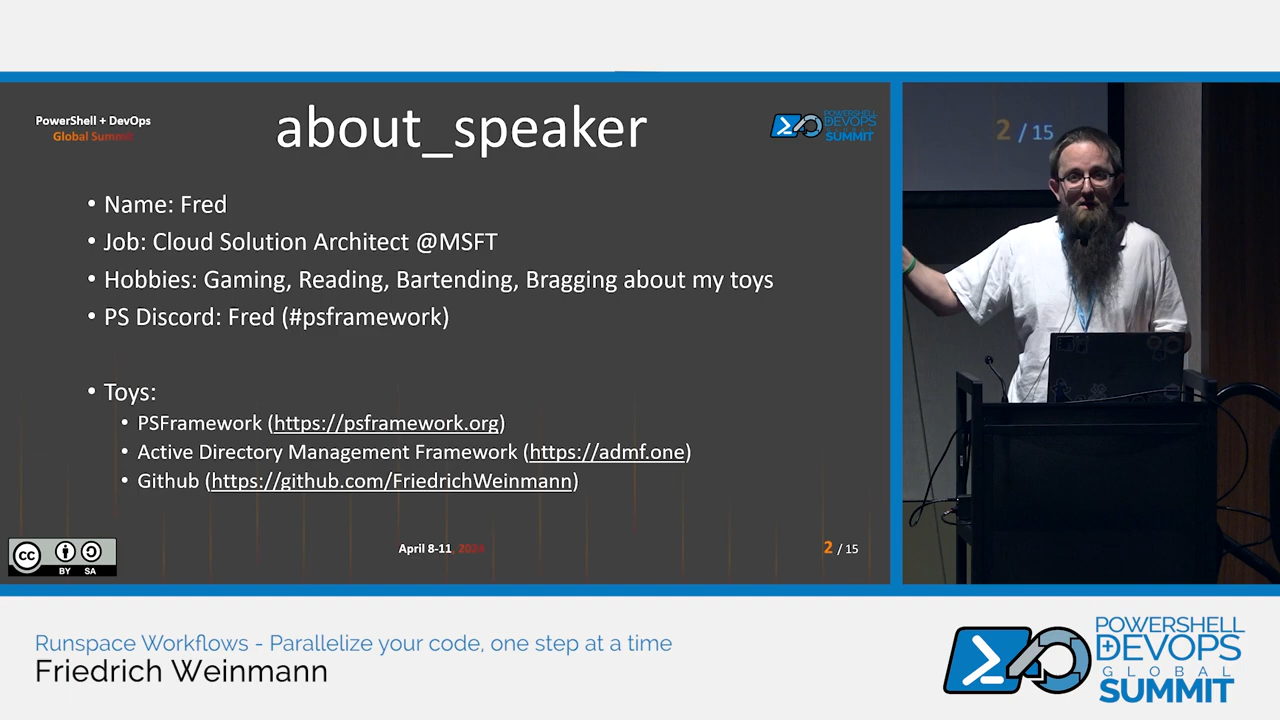 PowerShell + DevOps
Global Summit
about_speaker
POWERSHELL
DEVOPS
GLOBAL
SUMMIT
• Name: Fred
• Job: Cloud Solution Architect @MSFT
• Hobbies: Gaming, Reading, Bartending, Bragging about my toys
• PS Discord: Fred (#psframework)
• Toys:
• PSFramework (https://psframework.org)
• Active Directory Management Framework (https://admf.one)
• Github (https://github.com/FriedrichWeinmann)
cc
BY SA
April 8-11, 2024
2 / 15
2 / 15
Runspace Workflows - Parallelize your code, one step at a time
Friedrich Weinmann
POWERSHELL
DEVOPS
GLOBAL
SUMMIT